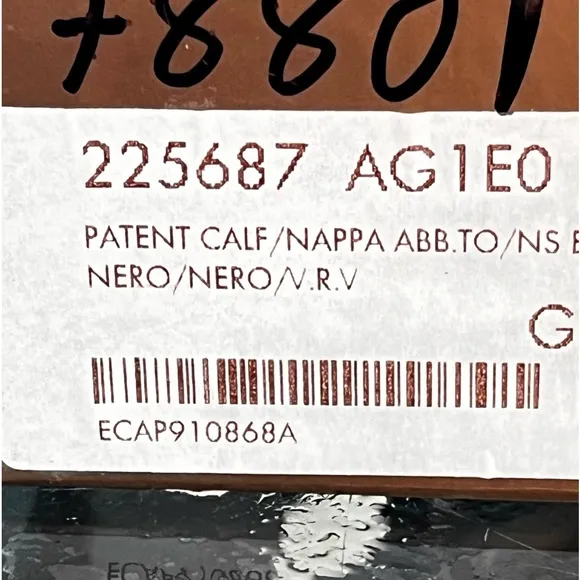 78801
225687 AG1E0
PATENT CALF/NAPPA ABB.TO/NS
NERO/NERO/V.R.V
G
ECAP910868A